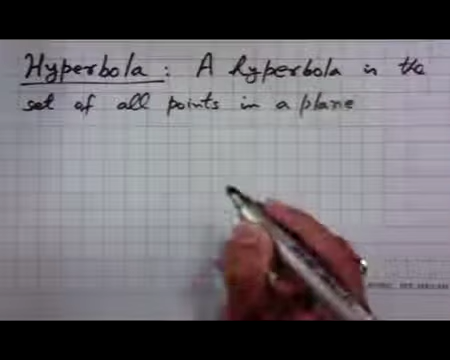 Hyperbola : A hyperbola is the
set of all points in a plane